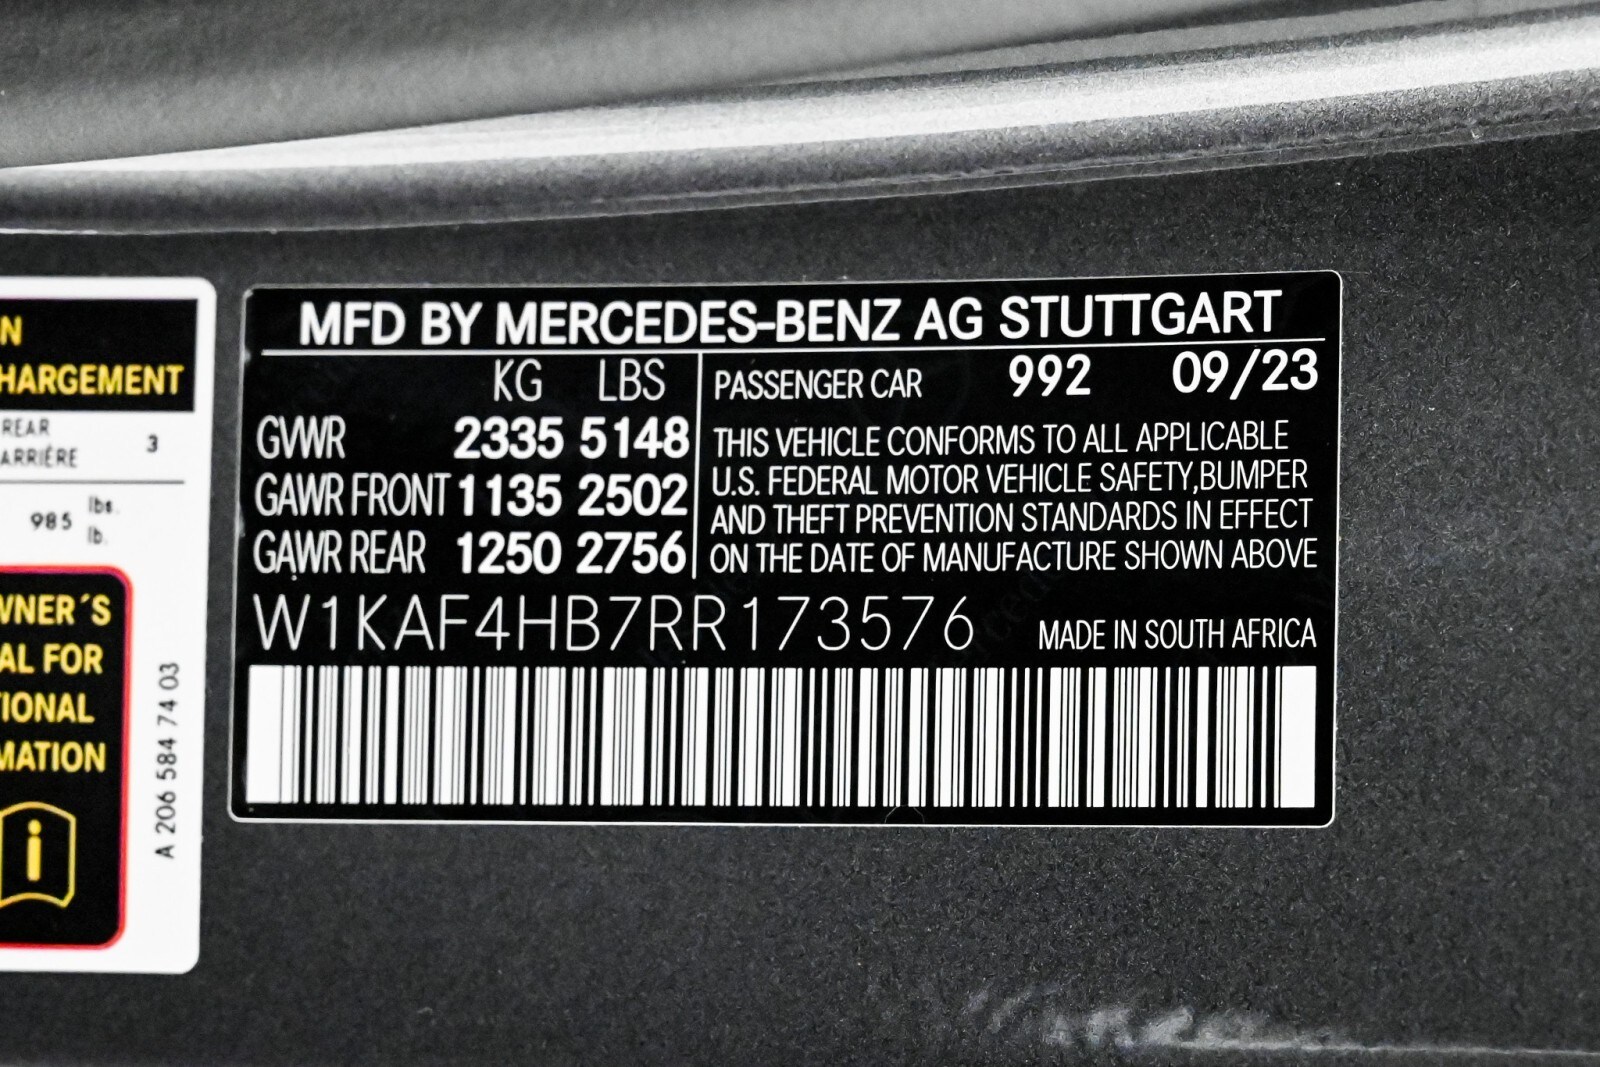 N
HARGEMENT
REAR
ARRIÈRE
3
985 lbs.
lb.
WNER´S
AL FOR
TIONAL
MATION
i
A 206 584 74 03
MFD BY MERCEDES-BENZ AG STUTTGART
KG LBS
GVWR 2335 5148
GAWR FRONT 1135 2502
GAWR REAR 1250 2756
PASSENGER CAR 992 09/23
THIS VEHICLE CONFORMS TO ALL APPLICABLE
U.S. FEDERAL MOTOR VEHICLE SAFETY,BUMPER
AND THEFT PREVENTION STANDARDS IN EFFECT
ON THE DATE OF MANUFACTURE SHOWN ABOVE
W1KAF4HB7RR173576
MADE IN SOUTH AFRICA